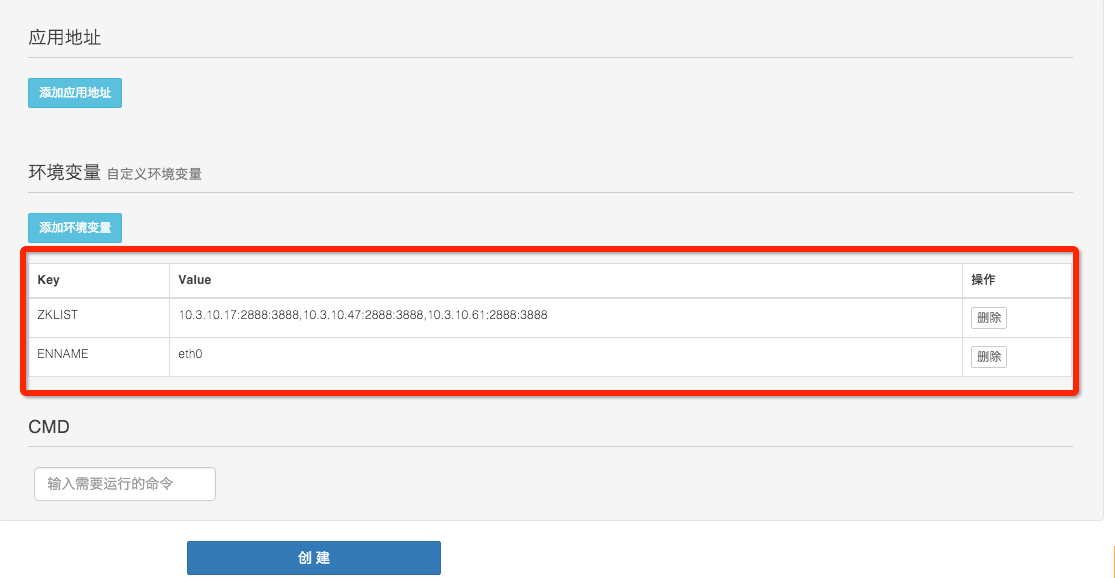 应用地址
添加应用地址
环境变量 自定义环境变量
添加环境变量
Key Value 操作
ZKLIST 10.3.10.17:2888:3888,10.3.10.47:2888:3888,10.3.10.61:2888:3888 删除
ENNAME eth0 删除
CMD
输入需要运行的命令
创 建